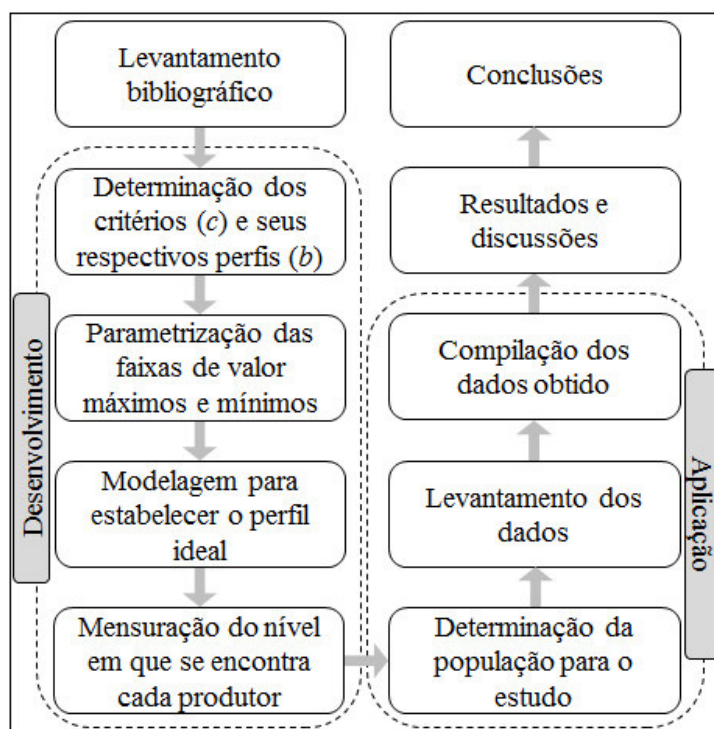 Levantamento
bibliográfico
Determinação dos
critérios (c) e seus
respectivos perfis (b)
Parametrização das
faixas de valor
máximos e mínimos
Modelagem para
estabelecer o perfil
ideal
Mensuração do nível
em que se encontra
cada produtor
Desenvolvimento
Determinação da
população para o
estudo
Levantamento dos
dados
Compilação dos
dados obtido
Aplicação
Resultados e
discussões
Conclusões